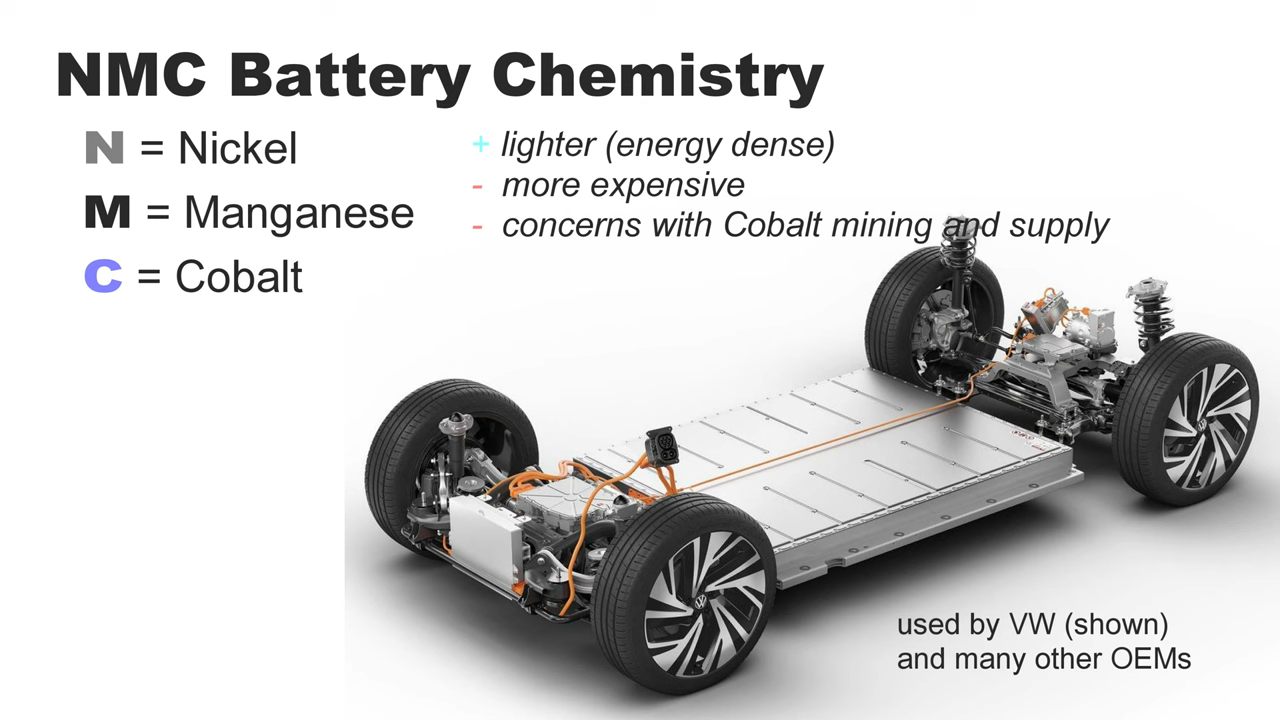 NMC Battery Chemistry
N = Nickel
M = Manganese
C = Cobalt
+ lighter (energy dense)
- more expensive
- concerns with Cobalt mining and supply
used by VW (shown)
and many other OEMs